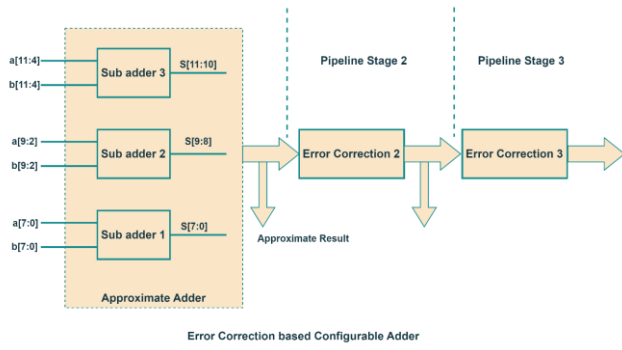 Pipeline Stage 2
Pipeline Stage 3
a[11:4]
b[11:4]
Sub adder 3
S[11:10]
a[9:2]
b[9:2]
Sub adder 2
S[9:8]
Error Correction 2
Error Correction 3
a[7:0]
b[7:0]
Sub adder 1
S[7:0]
Approximate Result
Approximate Adder
Error Correction based Configurable Adder